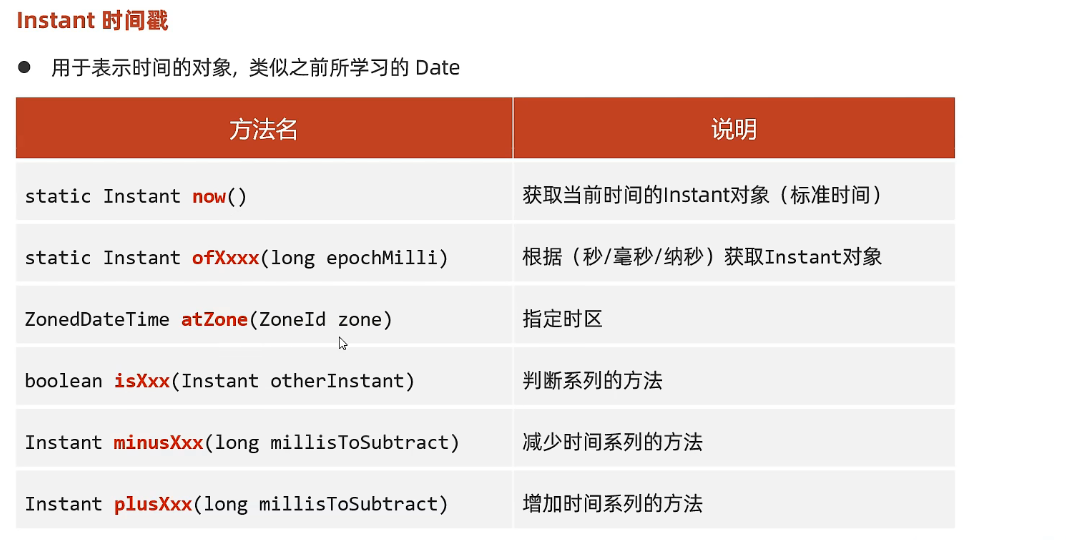 Instant 时间戳
● 用于表示时间的对象, 类似之前所学习的 Date
方法名 说明
static Instant now() 获取当前时间的Instant对象（标准时间）
static Instant ofXxxx(long epochMilli) 根据（秒/毫秒/纳秒）获取Instant对象
ZonedDateTime atZone(ZoneId zone) 指定时区
boolean isXxx(Instant otherInstant) 判断系列的方法
Instant minusXxx(long millisToSubtract) 减少时间系列的方法
Instant plusXxx(long millisToSubtract) 增加时间系列的方法